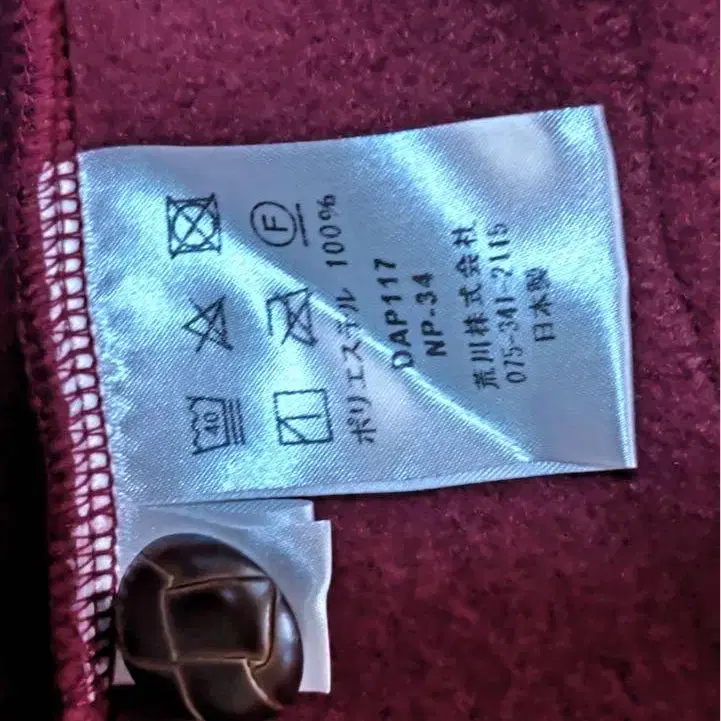 40
F
ポリエステル 100%
DAP117
NP-34
荒川株式会社
075-341-2115
日本製